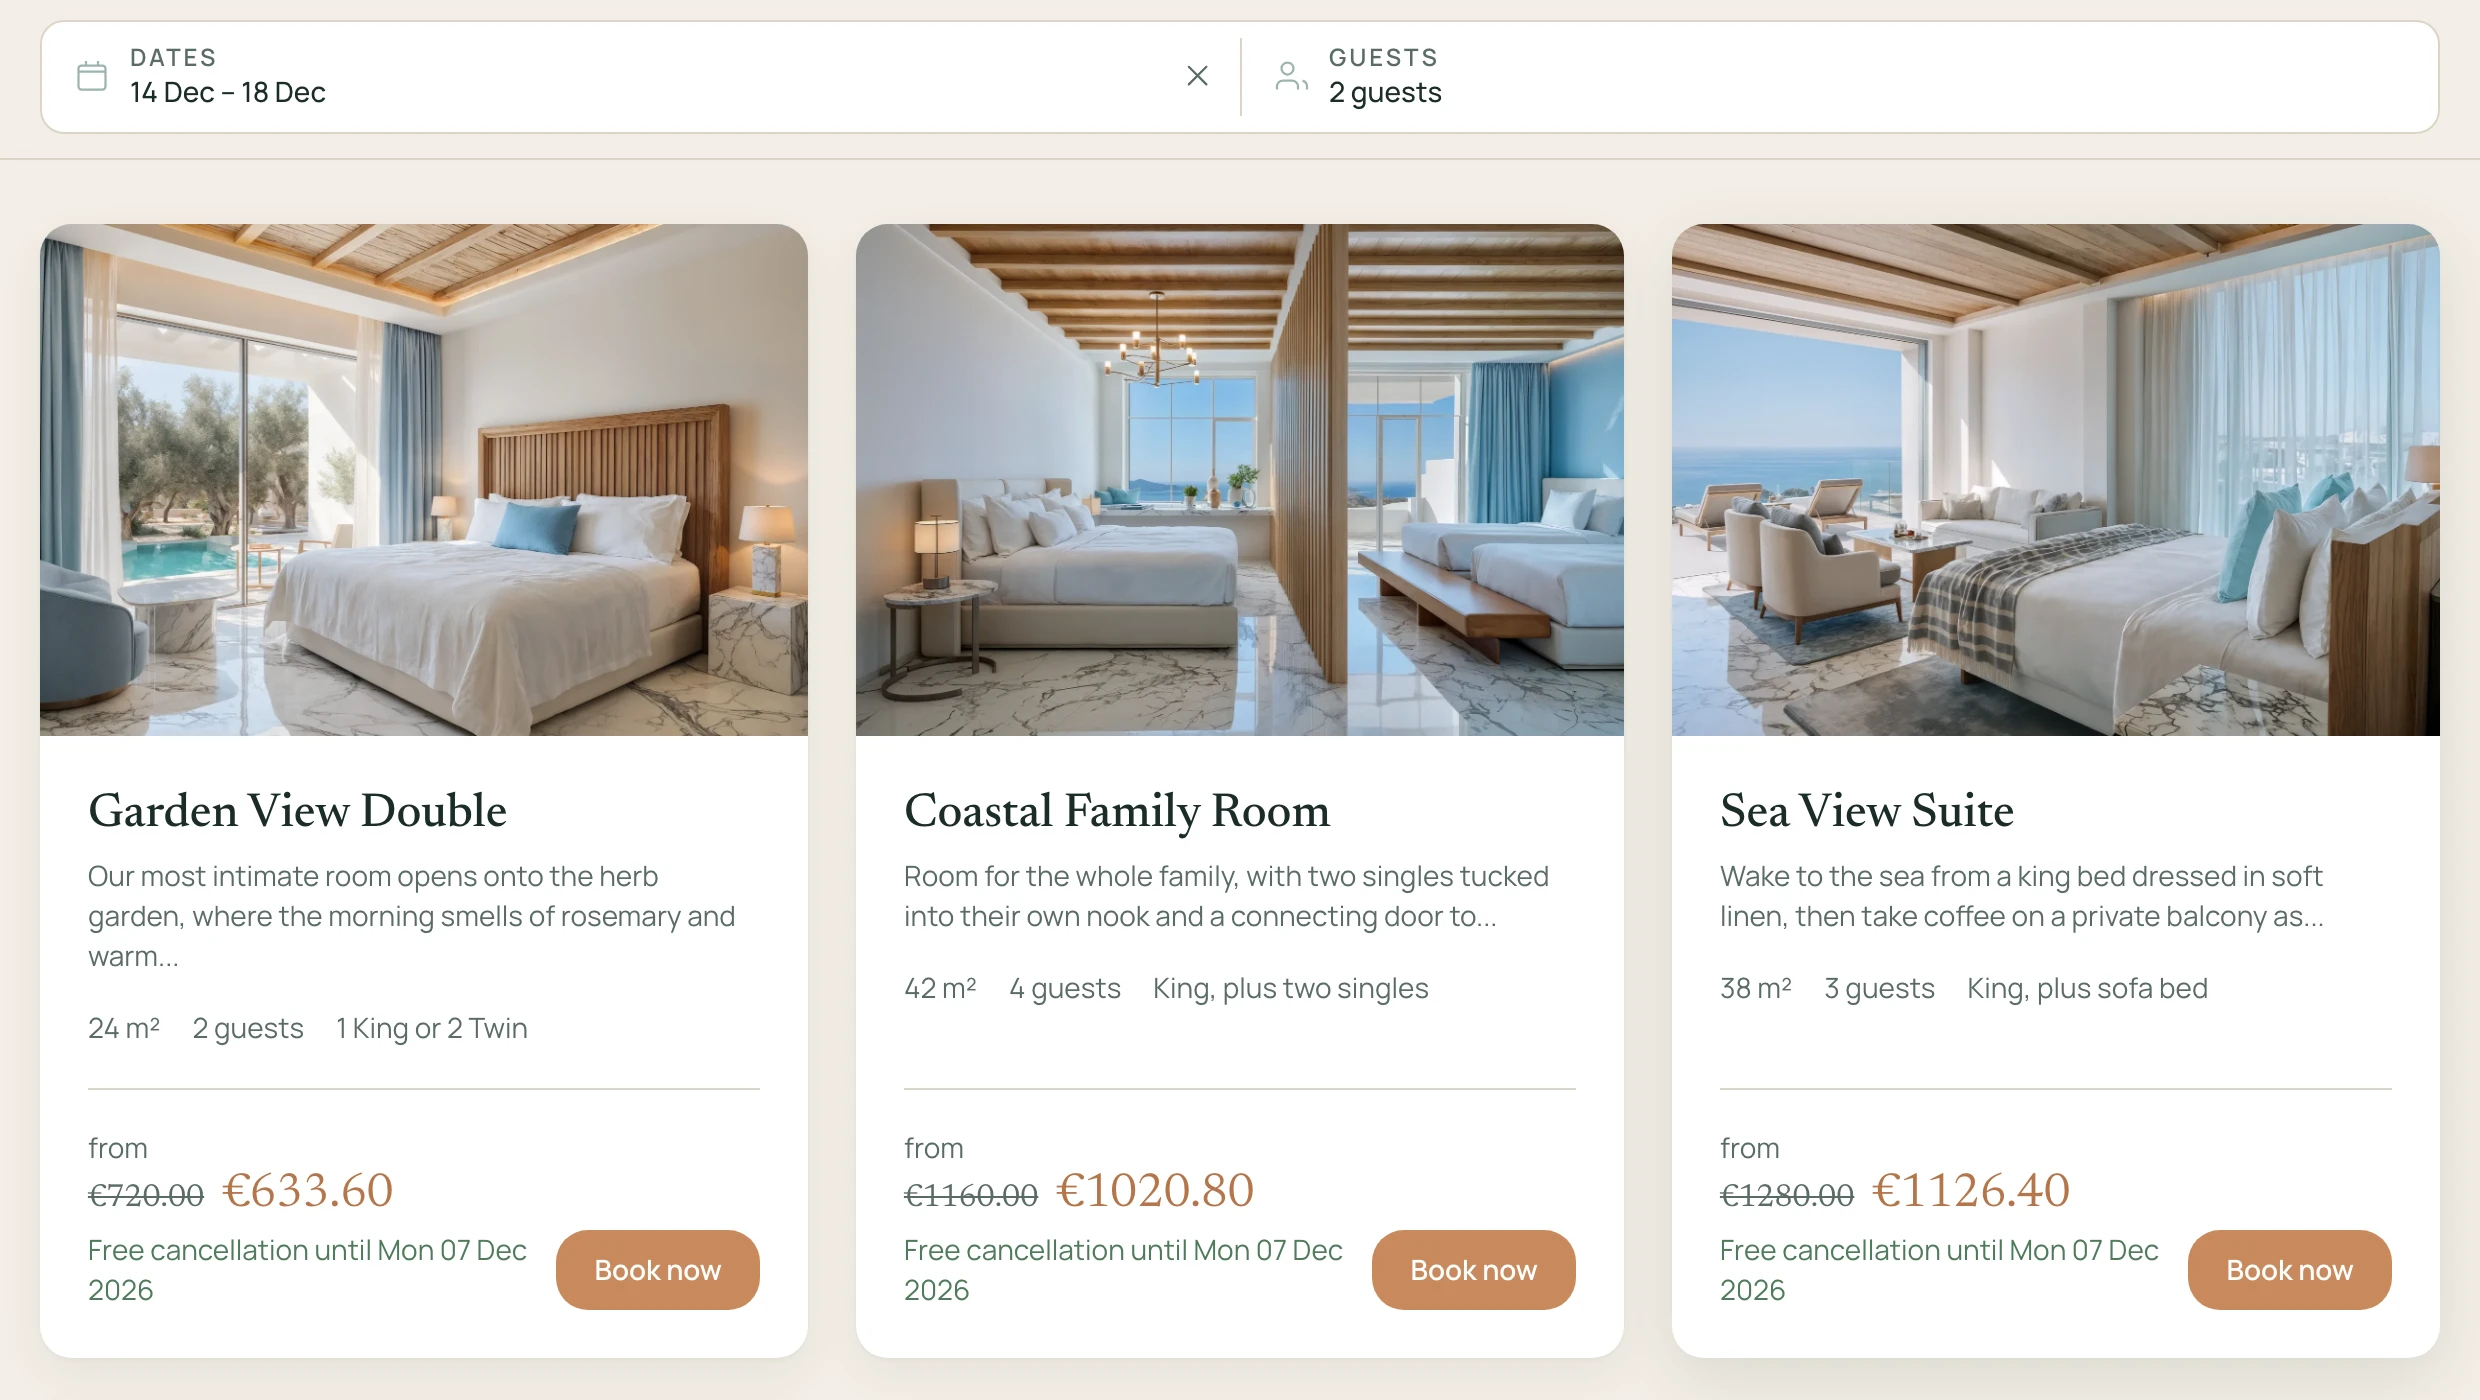 DATES
14 Dec – 18 Dec
GUESTS
2 guests
Garden View Double
Our most intimate room opens onto the herb
garden, where the morning smells of rosemary and
warm...
24 m² 2 guests 1 King or 2 Twin
from
€720.00 €633.60
Free cancellation until Mon 07 Dec
2026
Book now
Coastal Family Room
Room for the whole family, with two singles tucked
into their own nook and a connecting door to...
42 m² 4 guests King, plus two singles
from
€1160.00 €1020.80
Free cancellation until Mon 07 Dec
2026
Book now
Sea View Suite
Wake to the sea from a king bed dressed in soft
linen, then take coffee on a private balcony as...
38 m² 3 guests King, plus sofa bed
from
€1280.00 €1126.40
Free cancellation until Mon 07 Dec
2026
Book now